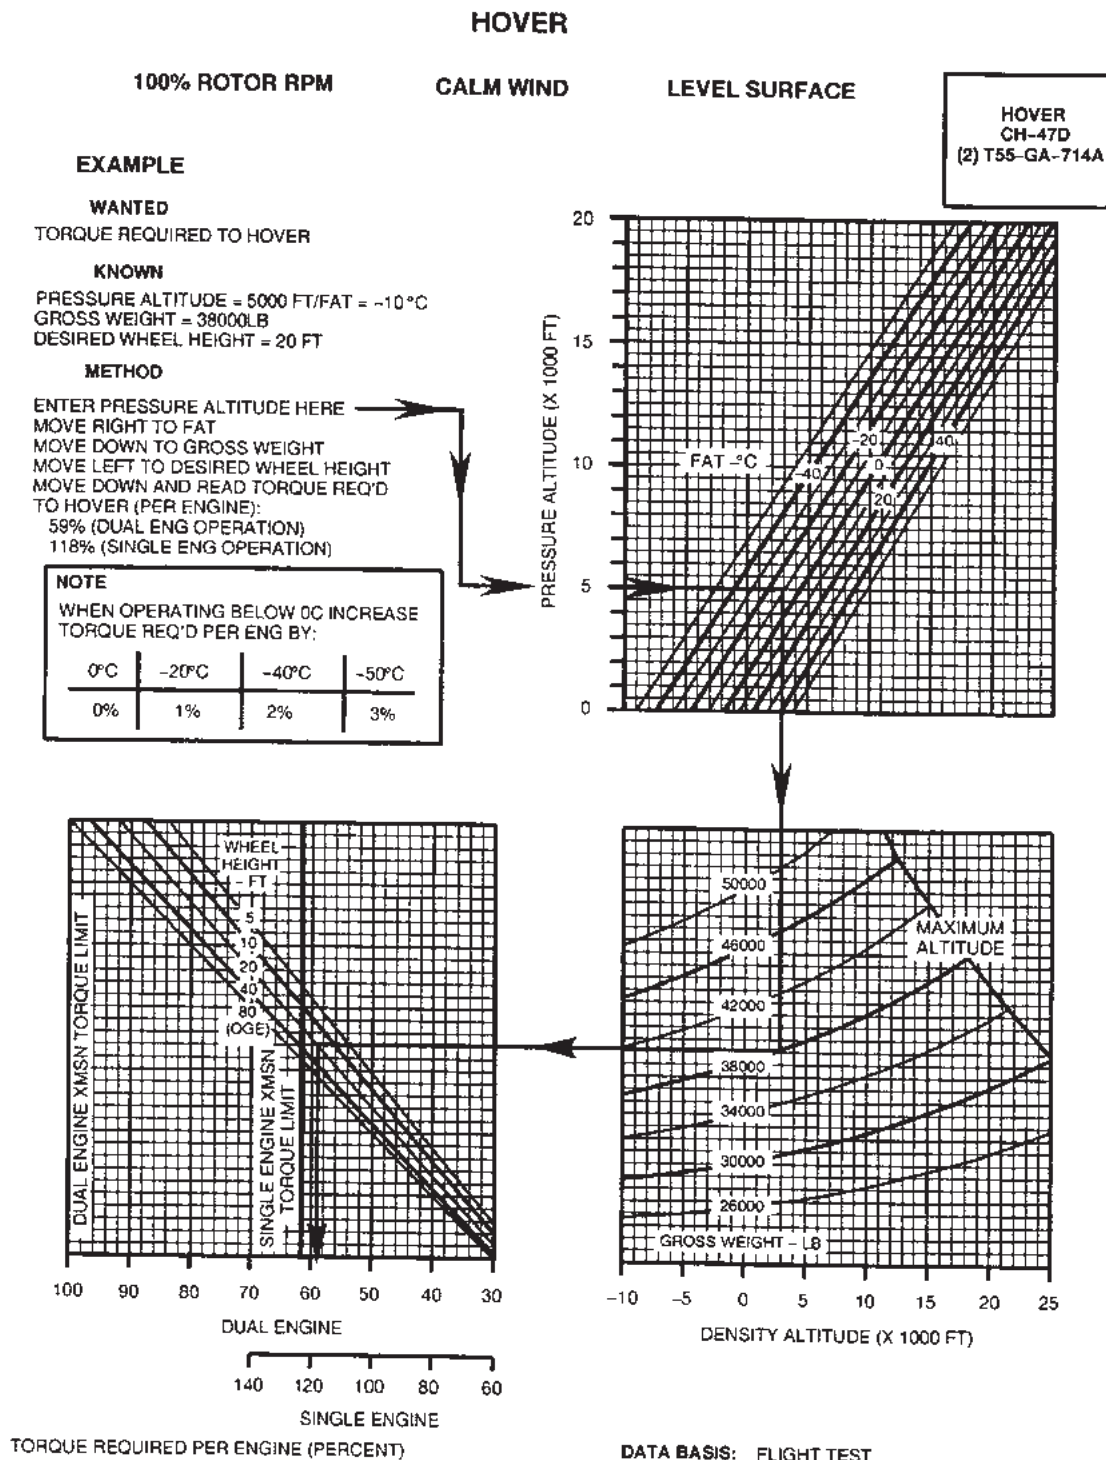 HOVER
100% ROTOR RPM CALM WIND LEVEL SURFACE
HOVER
CH-47D
(2) T55-GA-714A
EXAMPLE
WANTED
TORQUE REQUIRED TO HOVER
KNOWN
PRESSURE ALTITUDE = 5000 FT/FAT = -10°C
GROSS WEIGHT = 38000LB
DESIRED WHEEL HEIGHT = 20 FT
METHOD
ENTER PRESSURE ALTITUDE HERE
MOVE RIGHT TO FAT
MOVE DOWN TO GROSS WEIGHT
MOVE LEFT TO DESIRED WHEEL HEIGHT
MOVE DOWN AND READ TORQUE REQ'D
TO HOVER (PER ENGINE):
59% (DUAL ENG OPERATION)
118% (SINGLE ENG OPERATION)
NOTE
WHEN OPERATING BELOW 0C INCREASE
TORQUE REQ'D PER ENG BY:
0°C -20°C -40°C -50°C
0% 1% 2% 3%
PRESSURE ALTITUDE (X 1000 FT)
20
15
10
5
0
FAT -°C
-40
-20
0
20
40
WHEEL
HEIGHT
- FT
5
10
20
40
80
(OGE)
DUAL ENGINE XMSN TORQUE LIMIT
SINGLE ENGINE XMSN
TORQUE LIMIT
100 90 80 70 60 50 40 30
DUAL ENGINE
140 120 100 80 60
SINGLE ENGINE
TORQUE REQUIRED PER ENGINE (PERCENT)
50000
46000
42000
38000
34000
30000
26000
MAXIMUM
ALTITUDE
GROSS WEIGHT - LB
-10 -5 0 5 10 15 20 25
DENSITY ALTITUDE (X 1000 FT)
DATA BASIS: FLIGHT TEST